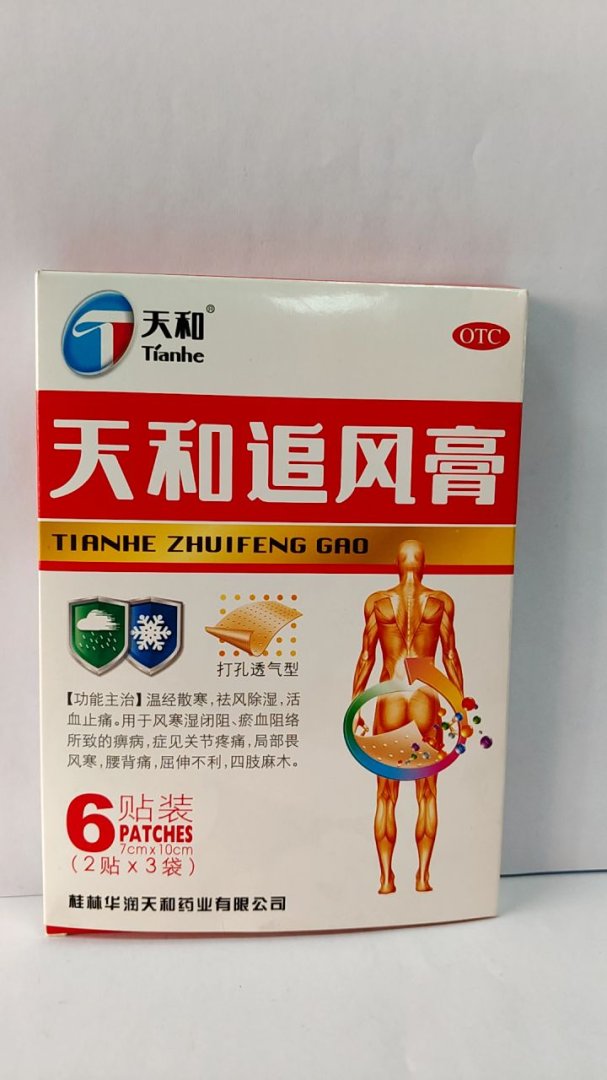 天和®
Tianhe
OTC
天和追风膏
TIANHE ZHUIFENG GAO
打孔透气型
【功能主治】温经散寒,祛风除湿,活
血止痛。用于风寒湿闭阻、瘀血阻络
所致的痹病,症见关节疼痛,局部畏
风寒,腰背痛,屈伸不利,四肢麻木。
6贴装
PATCHES
7cmx10cm
(2贴x3袋)
桂林华润天和药业有限公司